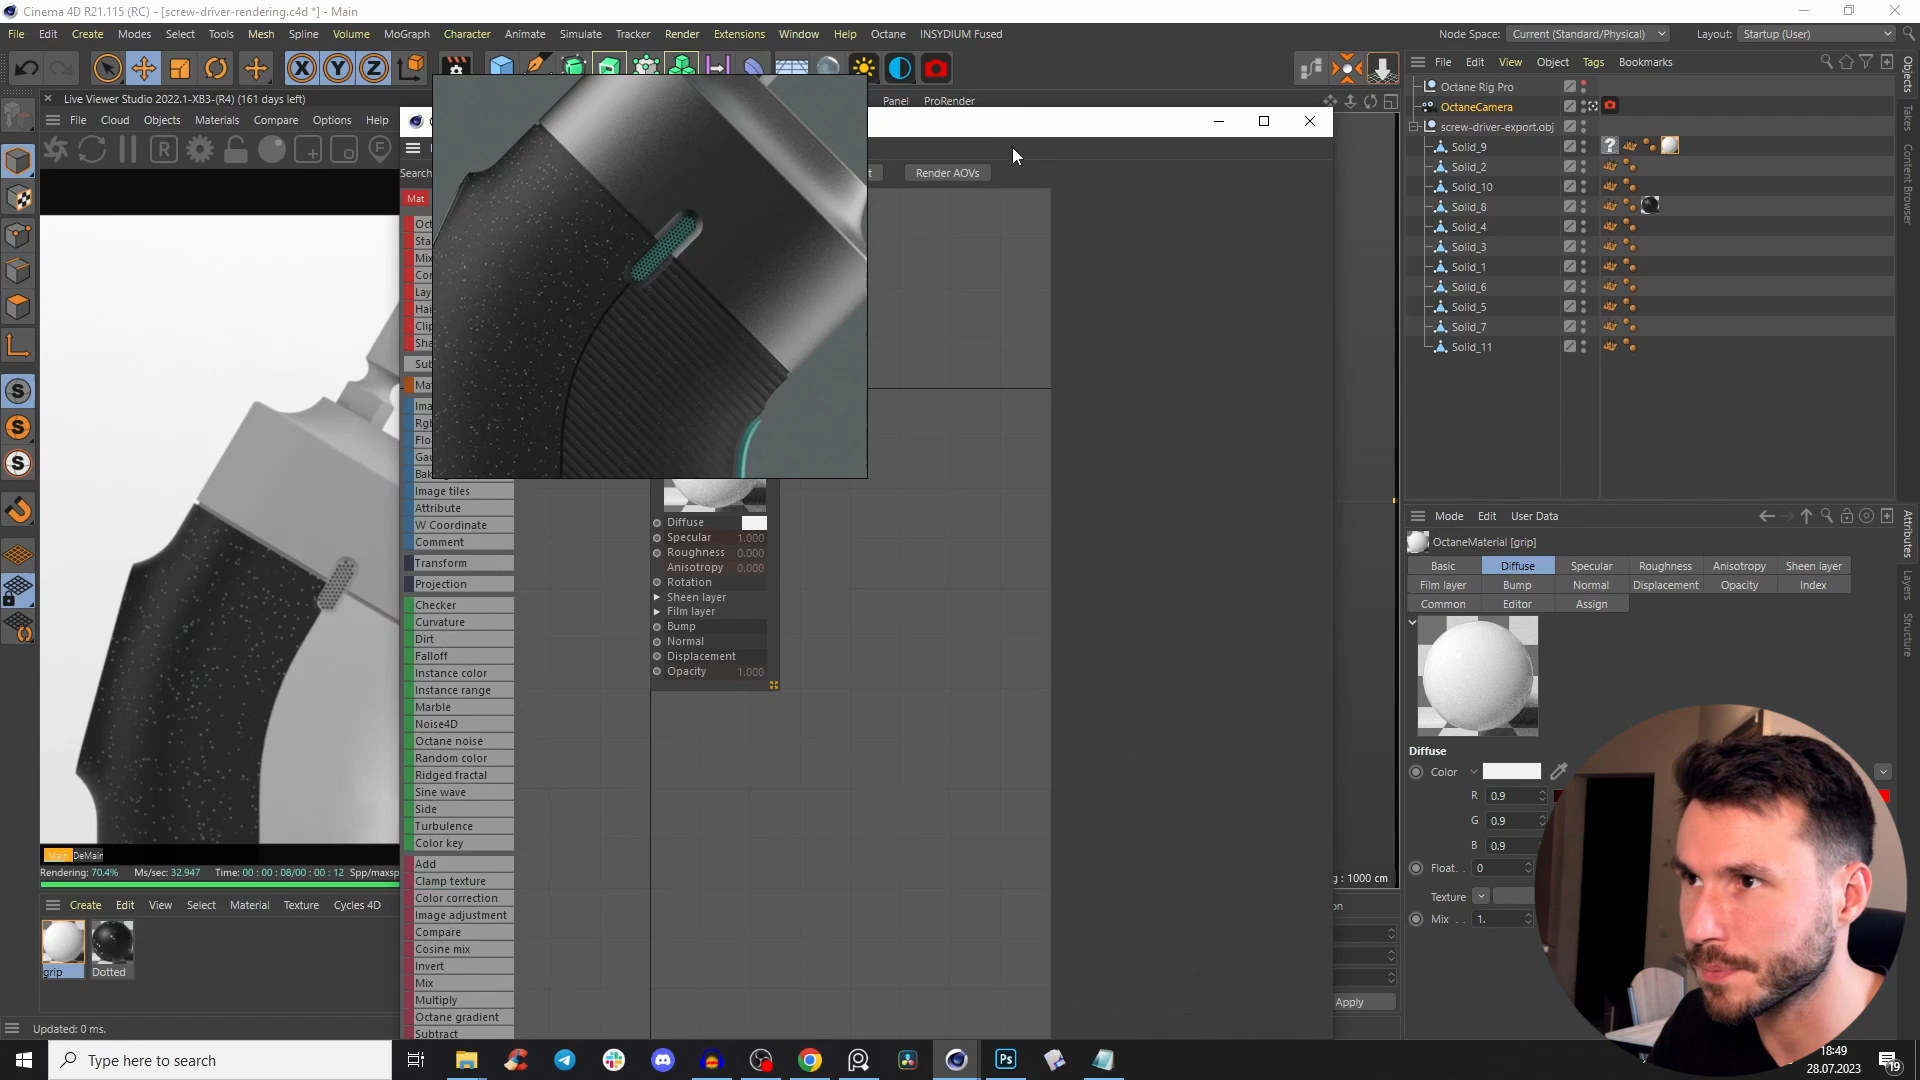 Cinema 4D R21.115 (RC) - [screw-driver-rendering.c4d *] - Main
File Edit Create Modes Select Tools Mesh Spline Volume MoGraph Character Animate Simulate Tracker Render Extensions Window Help Octane INSYDIUM Fused
Node Space: Current (Standard/Physical) Layout: Startup (User)
Live Viewer Studio 2022.1-XB3-(R4) (161 days left)
File Cloud Objects Materials Compare Options Help
Panel ProRender
Search
Render AOVs
Mat
Image tiles
Attribute
W Coordinate
Comment
Transform
Projection
Checker
Curvature
Dirt
Falloff
Instance color
Instance range
Marble
Noise4D
Octane noise
Random color
Ridged fractal
Sine wave
Side
Turbulence
Color key
Add
Clamp texture
Color correction
Image adjustment
Compare
Cosine mix
Invert
Mix
Multiply
Octane gradient
Subtract
Diffuse
Specular 1.000
Roughness 0.000
Anisotropy 0.000
Rotation
Sheen layer
Film layer
Bump
Normal
Displacement
Opacity 1.000
Main DeMain
Rendering: 70.4% Ms/sec: 32.947 Time: 00 : 00 : 08/00 : 00 : 12 Spp/maxsp
Create Edit View Select Material Texture Cycles 4D
grip Dotted
Updated: 0 ms.
g : 1000 cm
Apply
File Edit View Object Tags Bookmarks
Octane Rig Pro
OctaneCamera
screw-driver-export.obj
Solid_9
Solid_2
Solid_10
Solid_8
Solid_4
Solid_3
Solid_1
Solid_6
Solid_5
Solid_7
Solid_11
Objects
Takes
Content Browser
Attributes
Layers
Structure
Mode Edit User Data
OctaneMaterial [grip]
Basic Diffuse Specular Roughness Anisotropy Sheen layer
Film layer Bump Normal Displacement Opacity Index
Common Editor Assign
Diffuse
Color
R 0.9
G 0.9
B 0.9
Float. . 0
Texture
Mix . . 1.
Type here to search
Ps
18:49
28.07.2023
19